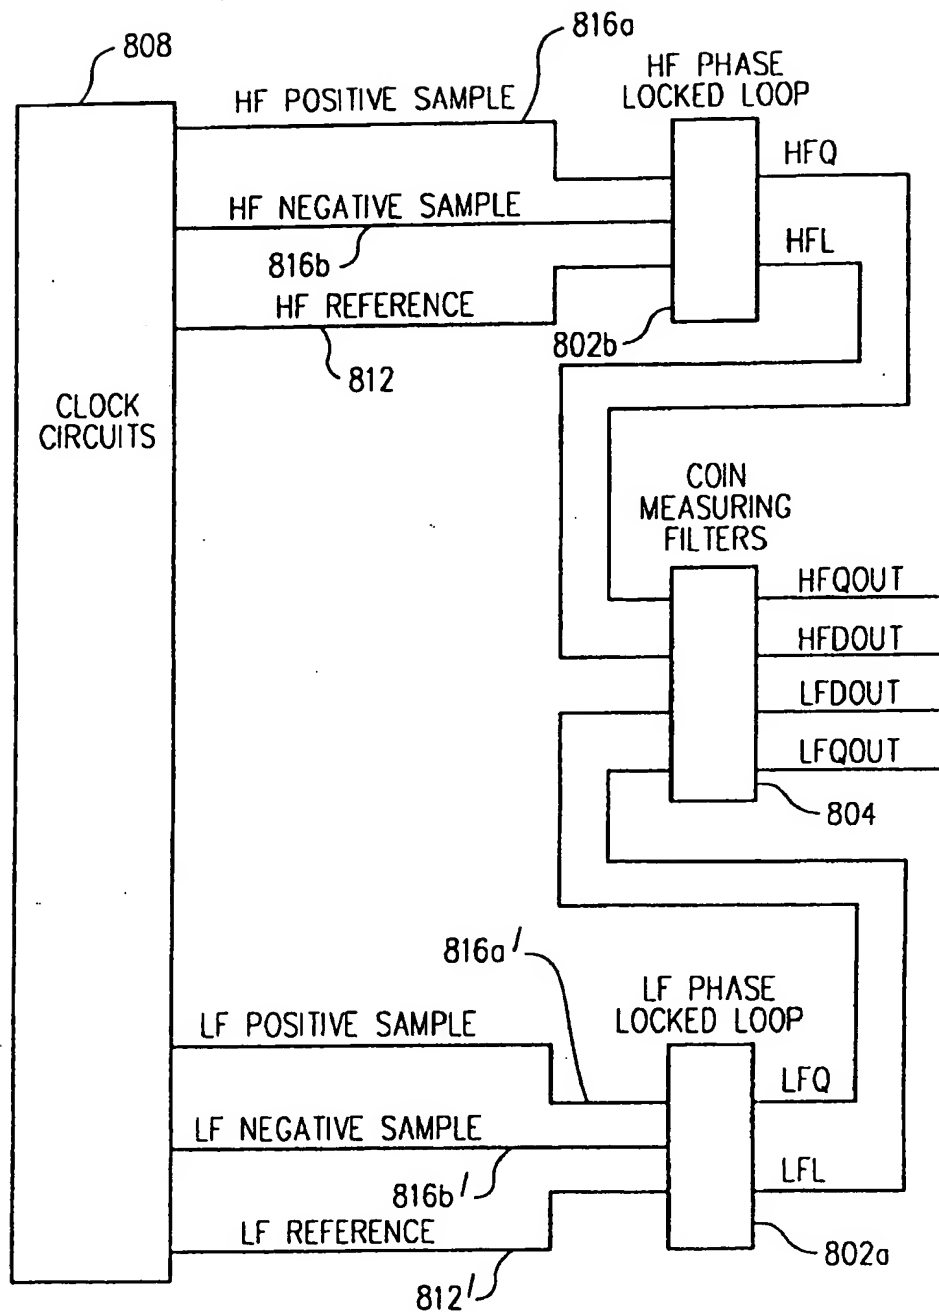 808
816a
HF POSITIVE SAMPLE
HF PHASE
LOCKED LOOP
HFQ
HF NEGATIVE SAMPLE
816b
HFL
HF REFERENCE
812
802b
CLOCK
CIRCUITS
COIN
MEASURING
FILTERS
HFQOUT
HFDOUT
LFDOUT
LFQOUT
804
816a'
LF POSITIVE SAMPLE
LF PHASE
LOCKED LOOP
LFQ
LF NEGATIVE SAMPLE
816b'
LFL
LF REFERENCE
812'
802a